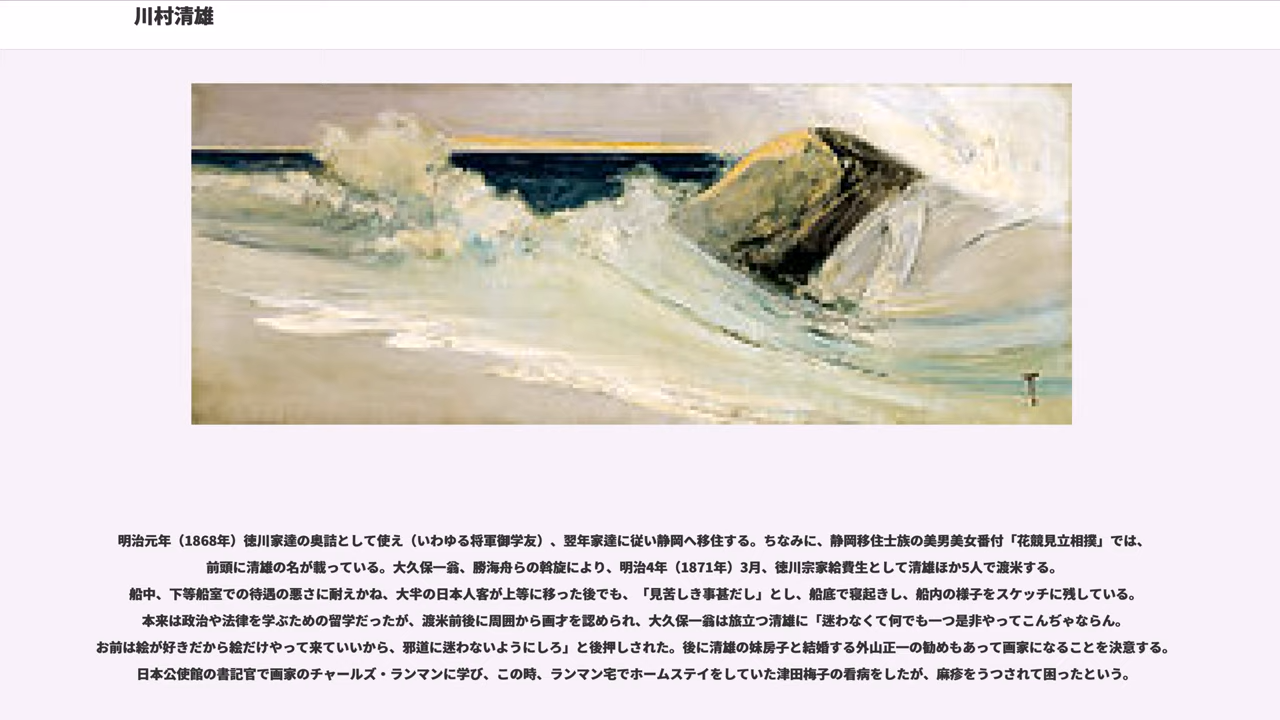 川村清雄
明治元年（1868年）徳川家達の奥詰として使え（いわゆる将軍御学友）、翌年家達に従い静岡へ移住する。ちなみに、静岡移住士族の美男美女番付「花競見立相撲」では、
前頭に清雄の名が載っている。大久保一翁、勝海舟らの斡旋により、明治4年（1871年）3月、徳川宗家給費生として清雄ほか5人で渡米する。
船中、下等船室での待遇の悪さに耐えかね、大半の日本人客が上等に移った後でも、「見苦しき事甚だし」とし、船底で寝起きし、船内の様子をスケッチに残している。
本来は政治や法律を学ぶための留学だったが、渡米前後に周囲から画才を認められ、大久保一翁は旅立つ清雄に「迷わなくて何でも一つ是非やってこんぢゃならん。
お前は絵が好きだから絵だけやって来ていいから、邪道に迷わないようにしろ」と後押しされた。後に清雄の妹房子と結婚する外山正一の勧めもあって画家になることを決意する。
日本公使館の書記官で画家のチャールズ・ランマンに学び、この時、ランマン宅でホームステイをしていた津田梅子の看病をしたが、麻疹をうつされて困ったという。